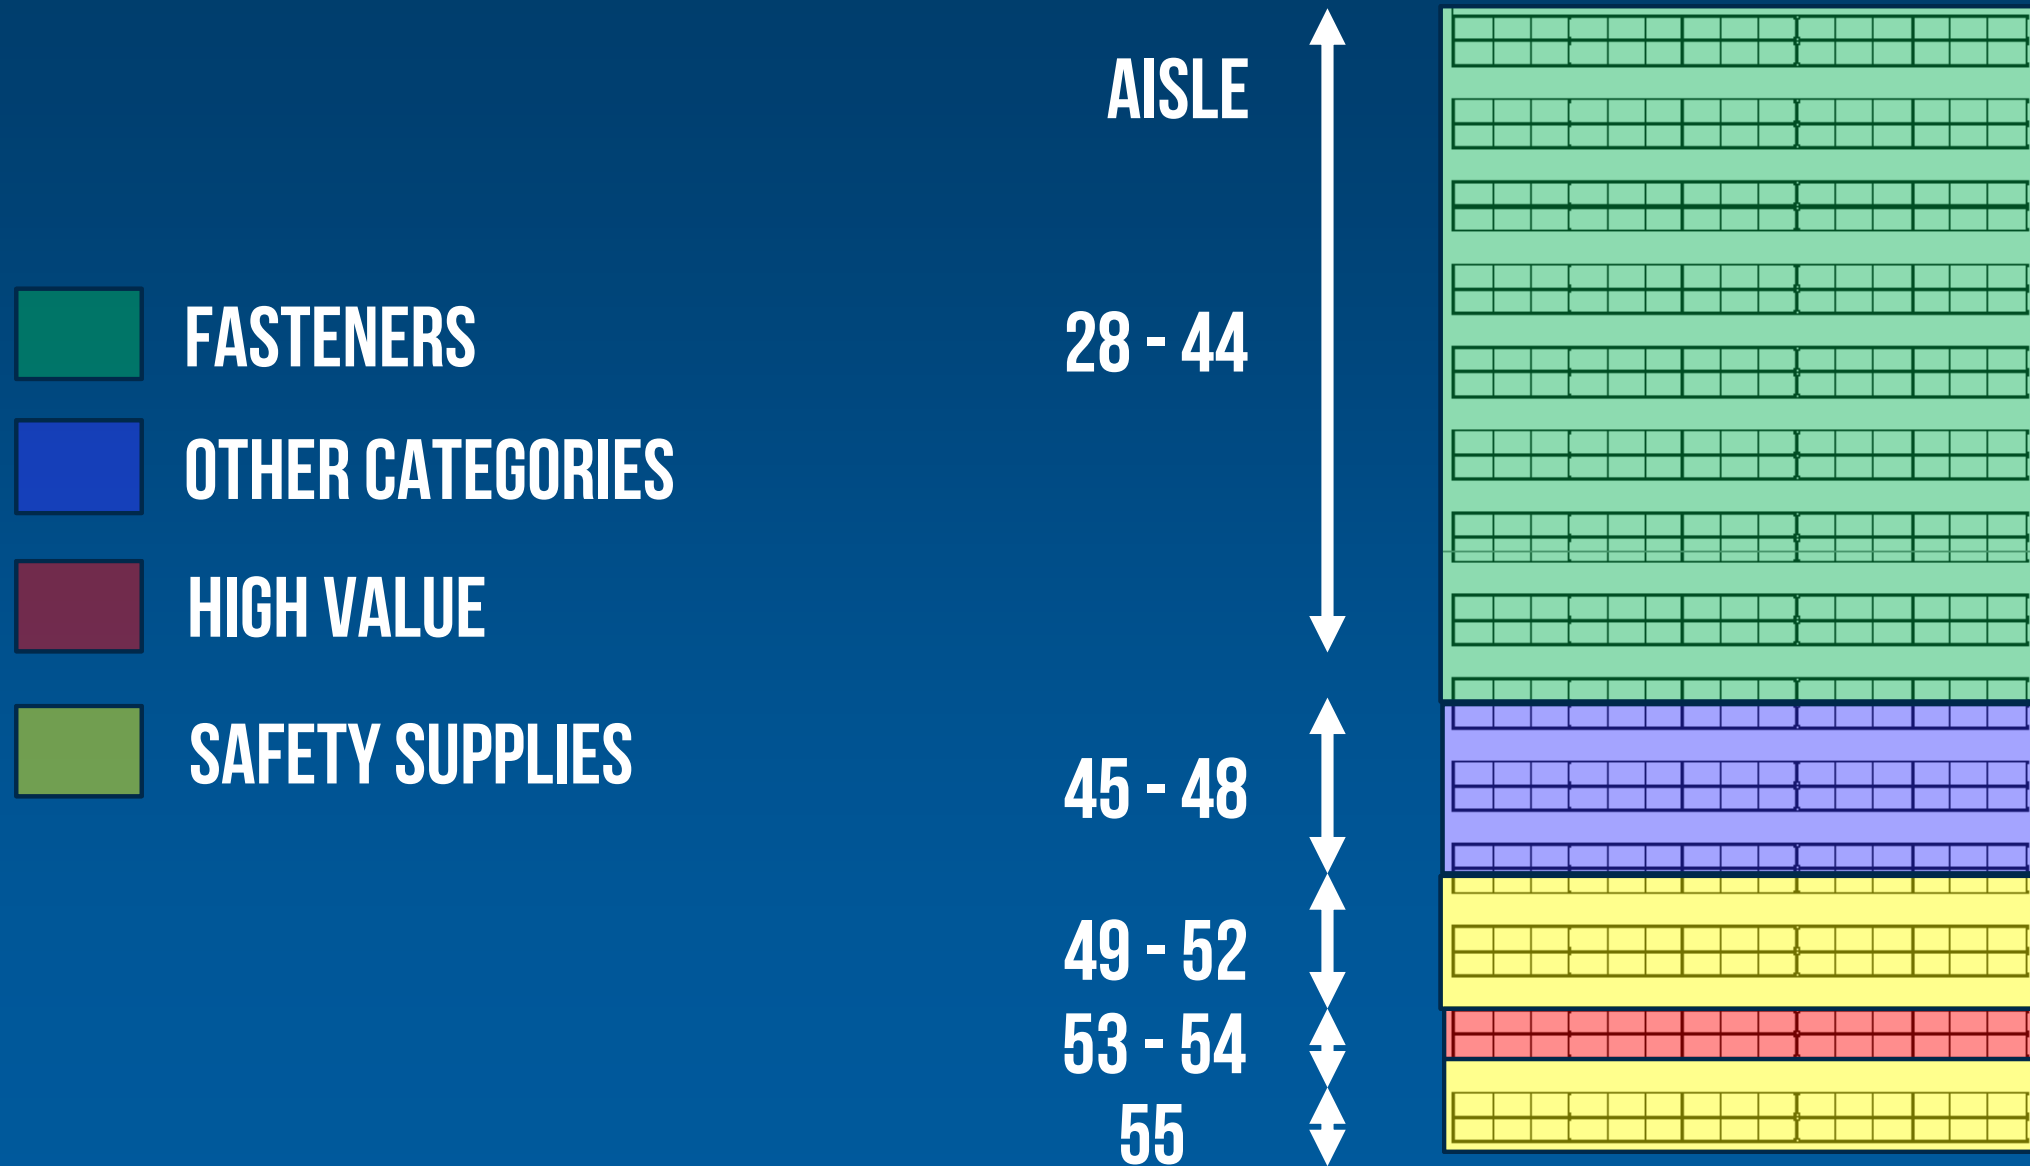 AISLE
FASTENERS
28 - 44
OTHER CATEGORIES
HIGH VALUE
SAFETY SUPPLIES
45 - 48
49 - 52
53 - 54
55